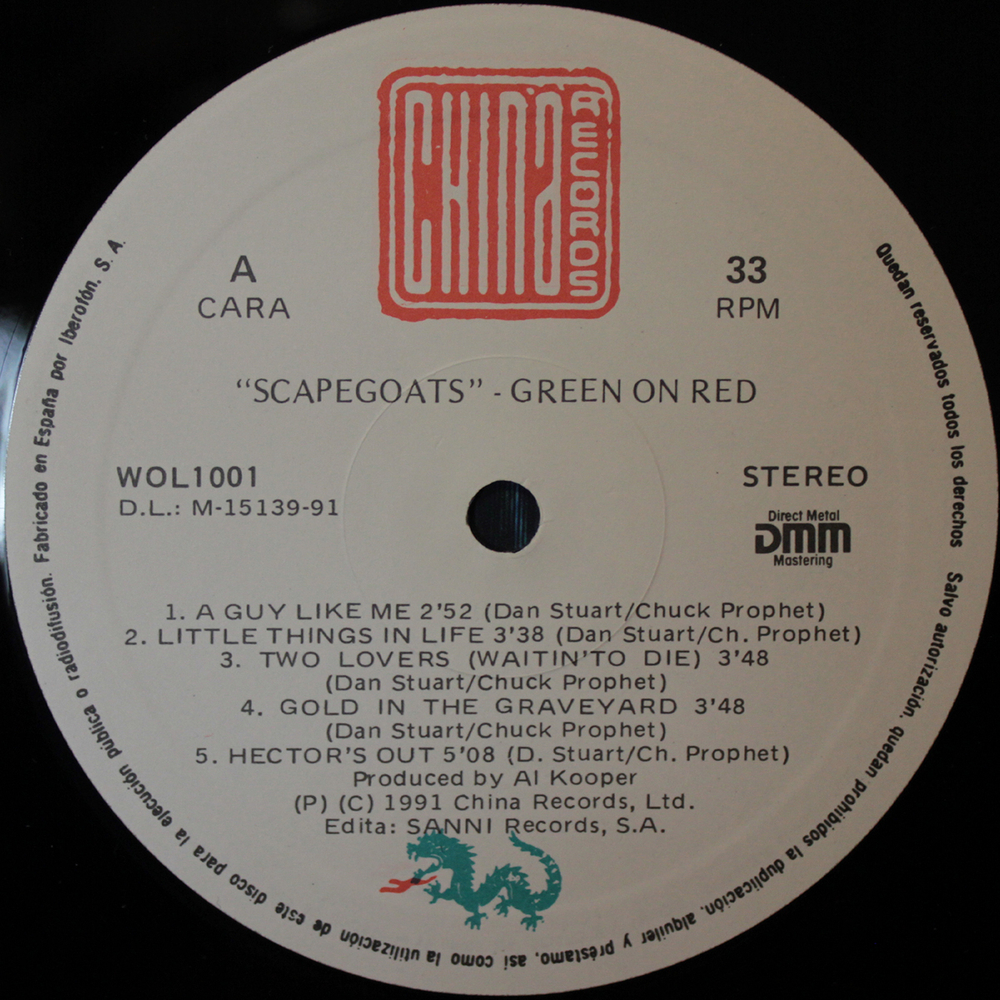 CHINA RECORDS
A
CARA
33
RPM
"SCAPEGOATS" - GREEN ON RED
WOL1001
D.L.: M-15139-91
STEREO
Direct Metal
DMM
Mastering
1. A GUY LIKE ME 2'52 (Dan Stuart/Chuck Prophet)
2. LITTLE THINGS IN LIFE 3'38 (Dan Stuart/Ch. Prophet)
3. TWO LOVERS (WAITIN'TO DIE) 3'48
(Dan Stuart/Chuck Prophet)
4. GOLD IN THE GRAVEYARD 3'48
(Dan Stuart/Chuck Prophet)
5. HECTOR'S OUT 5'08 (D. Stuart/Ch. Prophet)
Produced by Al Kooper
(P) (C) 1991 China Records, Ltd.
Edita: SANNI Records, S.A.
Quedan reservados todos los derechos Salvo autorización, quedan prohibidos la duplicación, alquiler y préstamo, asi como la utilización de este disco para la ejecución pública o radiodifusión. Fabricado en España por Iberofón, S. A.